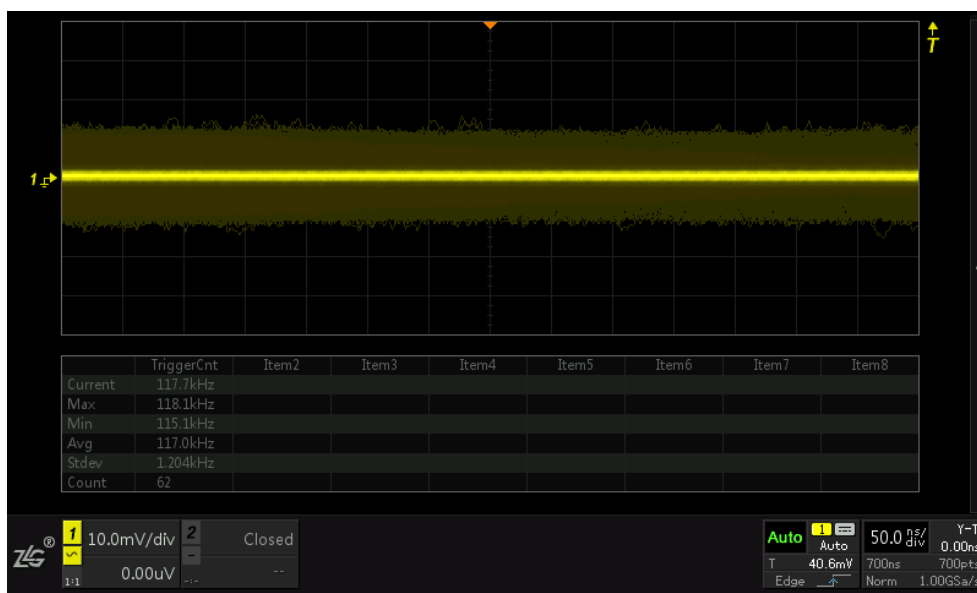 T
1
TriggerCnt Item2 Item3 Item4 Item5 Item6 Item7 Item8
Current 117.7kHz
Max 118.1kHz
Min 115.1kHz
Avg 117.0kHz
Stdev 1.204kHz
Count 62
ZLG®
1 10.0mV/div 2 Closed
1:1 0.00uV -:- --
Auto 1 Auto 50.0 ns/div Y-T 0.00ns
T 40.6mV 700ns 700pts
Edge Norm 1.00GSa/s